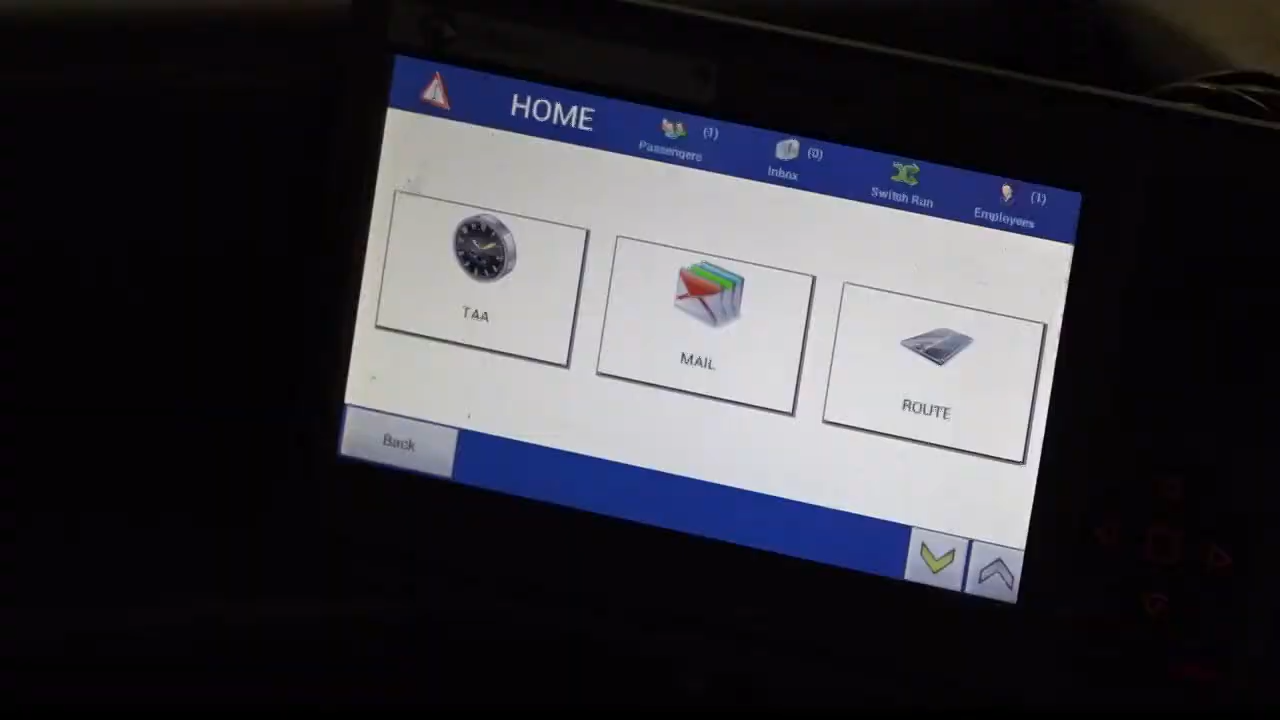 HOME
Passengers (1)
Inbox (0)
Switch Run
Employees (1)
TAA
MAIL
ROUTE
Back